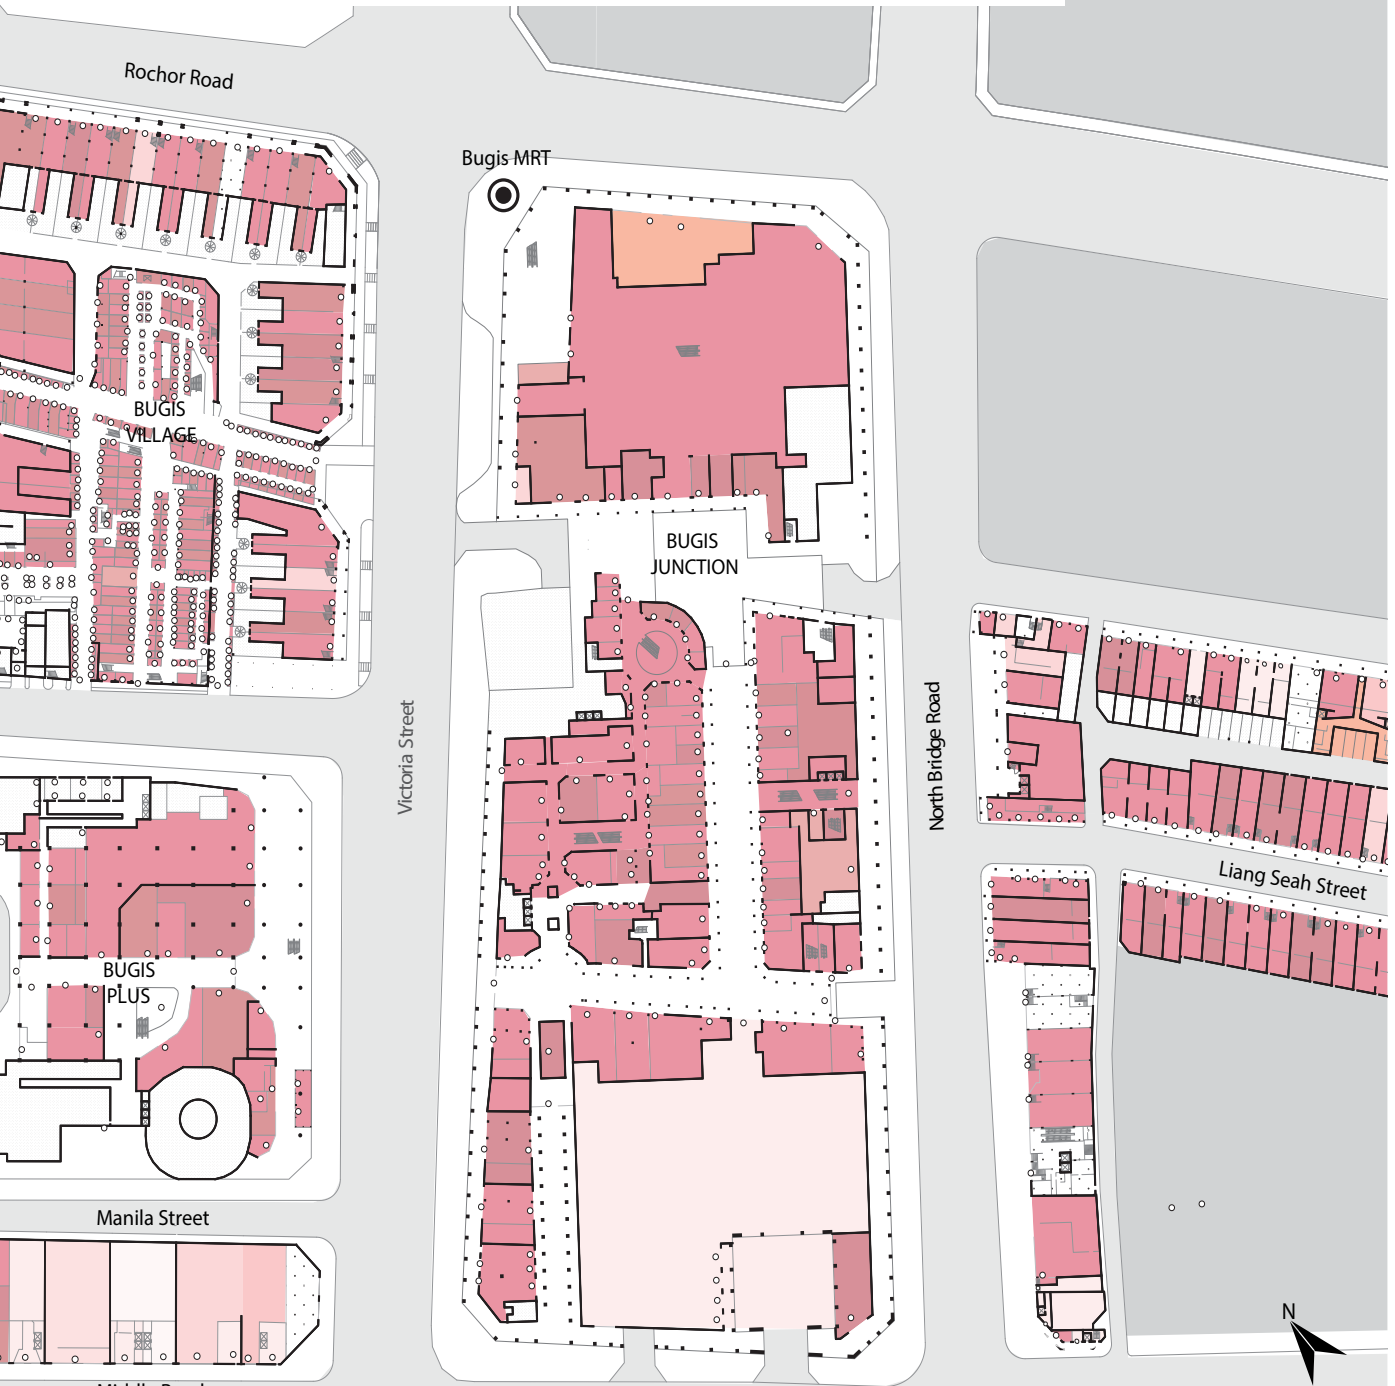 Rochor Road
Bugis MRT
BUGIS
VILLAGE
BUGIS
JUNCTION
Victoria Street
North Bridge Road
Liang Seah Street
BUGIS
PLUS
Manila Street
N